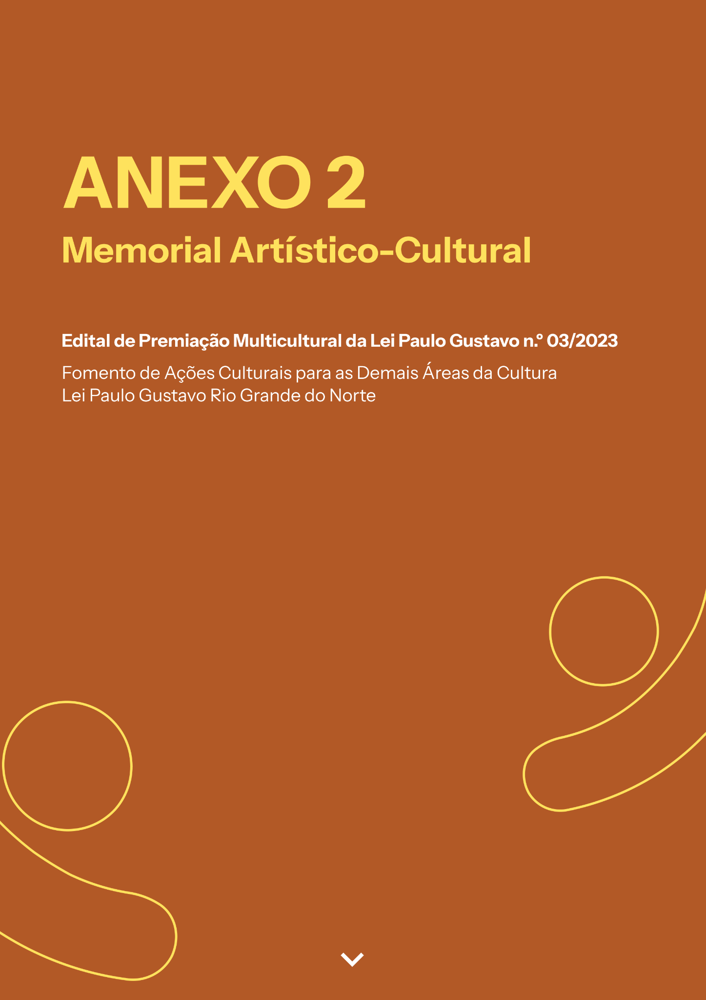 ANEXO 2
Memorial Artístico-Cultural
Edital de Premiação Multicultural da Lei Paulo Gustavo n.º 03/2023
Fomento de Ações Culturais para as Demais Áreas da Cultura
Lei Paulo Gustavo Rio Grande do Norte